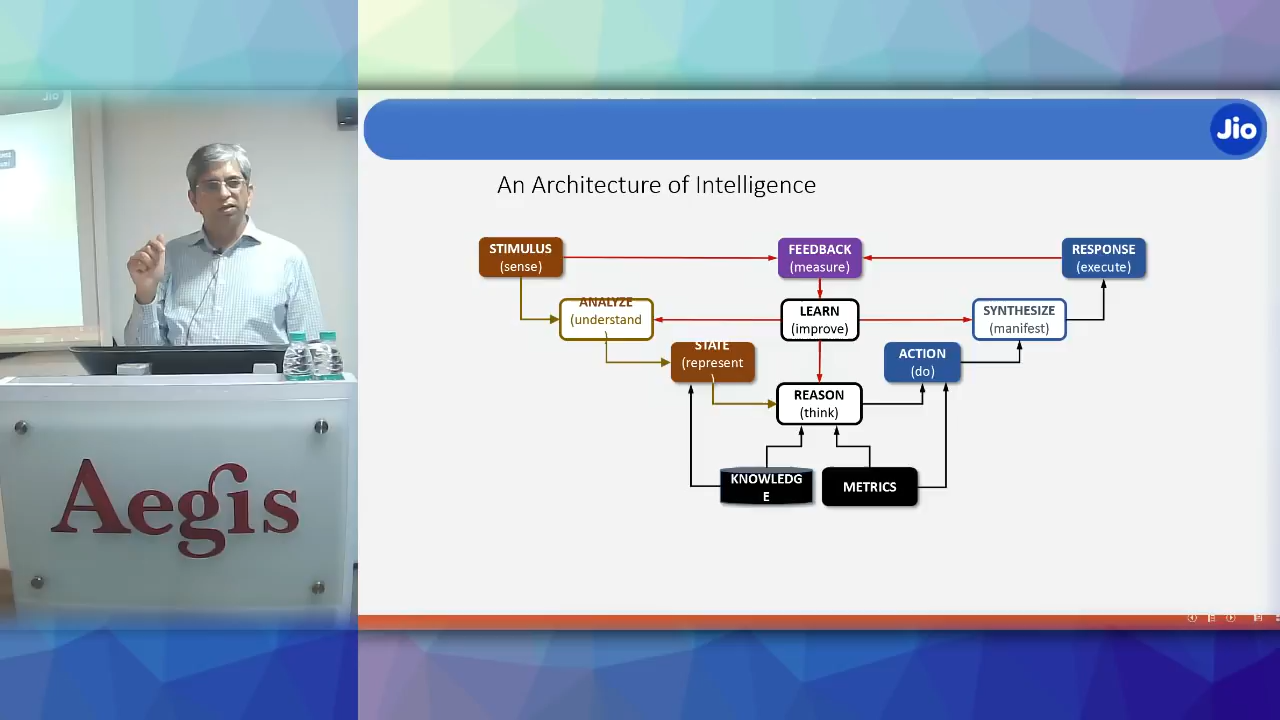 Jio
Jio
An Architecture of Intelligence
STIMULUS
(sense)
FEEDBACK
(measure)
RESPONSE
(execute)
ANALYZE
(understand
LEARN
(improve)
SYNTHESIZE
(manifest)
STATE
(represent
ACTION
(do)
REASON
(think)
KNOWLEDG
E
METRICS
Aegis